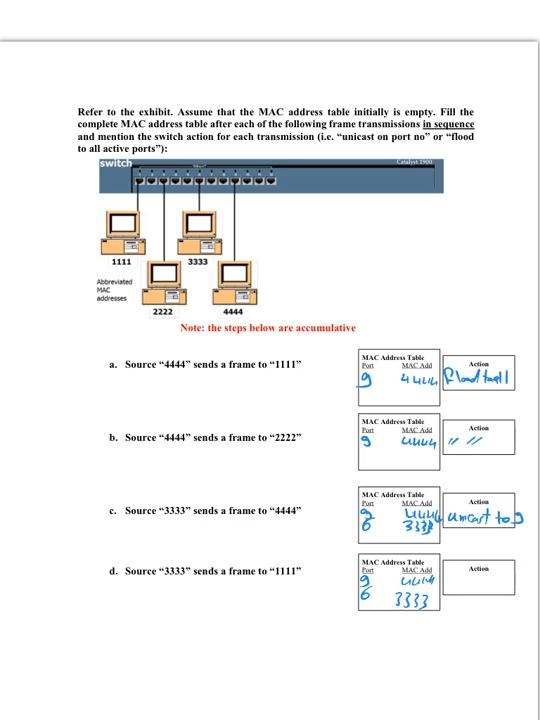 Refer to the exhibit. Assume that the MAC address table initially is empty. Fill the
complete MAC address table after each of the following frame transmissions in sequence
and mention the switch action for each transmission (i.e. “unicast on port no” or “flood
to all active ports”):
switch
Catalyst 1900
1111
3333
Abbreviated
MAC
addresses
2222
4444
Note: the steps below are accumulative
a. Source “4444” sends a frame to “1111”
MAC Address Table
Port MAC Add
9 4444
Action
Flood to all
b. Source “4444” sends a frame to “2222”
MAC Address Table
Port MAC Add
9 4444
Action
" "
c. Source “3333” sends a frame to “4444”
MAC Address Table
Port MAC Add
9 4444
6 3333
Action
unicast to 9
d. Source “3333” sends a frame to “1111”
MAC Address Table
Port MAC Add
9 4444
6 3333
Action